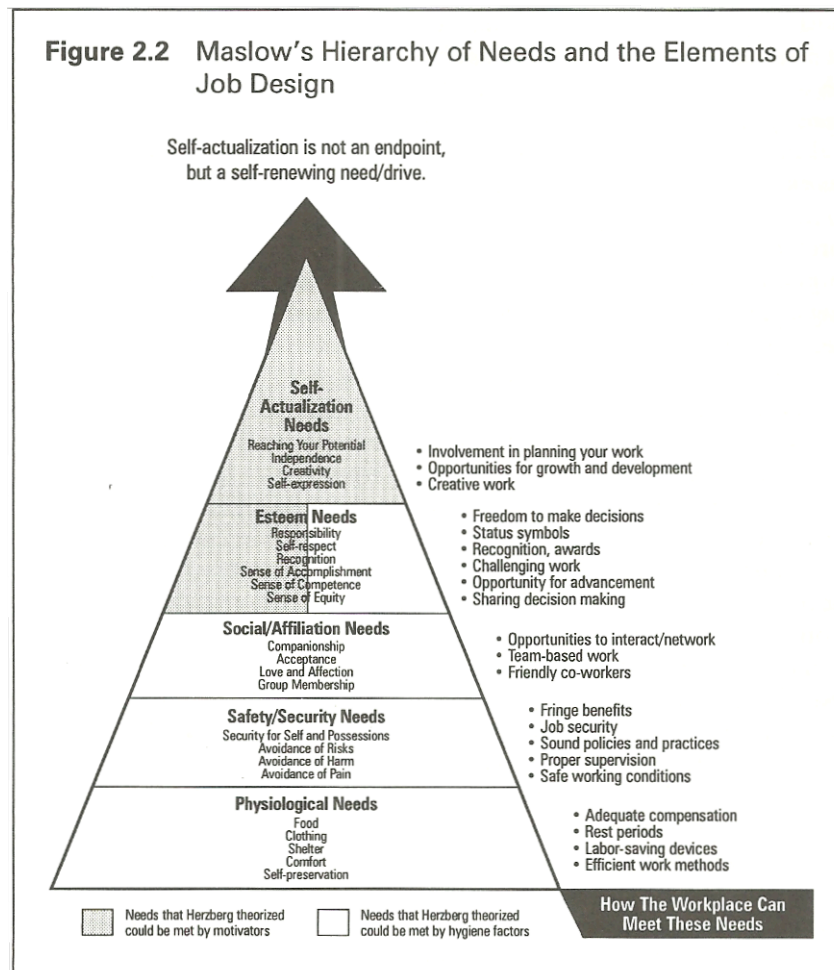 Figure 2.2 Maslow's Hierarchy of Needs and the Elements of
Job Design
Self-actualization is not an endpoint,
but a self-renewing need/drive.
Self-
Actualization
Needs
Reaching Your Potential
Independence
Creativity
Self-expression
• Involvement in planning your work
• Opportunities for growth and development
• Creative work
Esteem Needs
Responsibility
Self-respect
Recognition
Sense of Accomplishment
Sense of Competence
Sense of Equity
• Freedom to make decisions
• Status symbols
• Recognition, awards
• Challenging work
• Opportunity for advancement
• Sharing decision making
Social/Affiliation Needs
Companionship
Acceptance
Love and Affection
Group Membership
• Opportunities to interact/network
• Team-based work
• Friendly co-workers
Safety/Security Needs
Security for Self and Possessions
Avoidance of Risks
Avoidance of Harm
Avoidance of Pain
• Fringe benefits
• Job security
• Sound policies and practices
• Proper supervision
• Safe working conditions
Physiological Needs
Food
Clothing
Shelter
Comfort
Self-preservation
• Adequate compensation
• Rest periods
• Labor-saving devices
• Efficient work methods
Needs that Herzberg theorized
could be met by motivators
Needs that Herzberg theorized
could be met by hygiene factors
How The Workplace Can
Meet These Needs